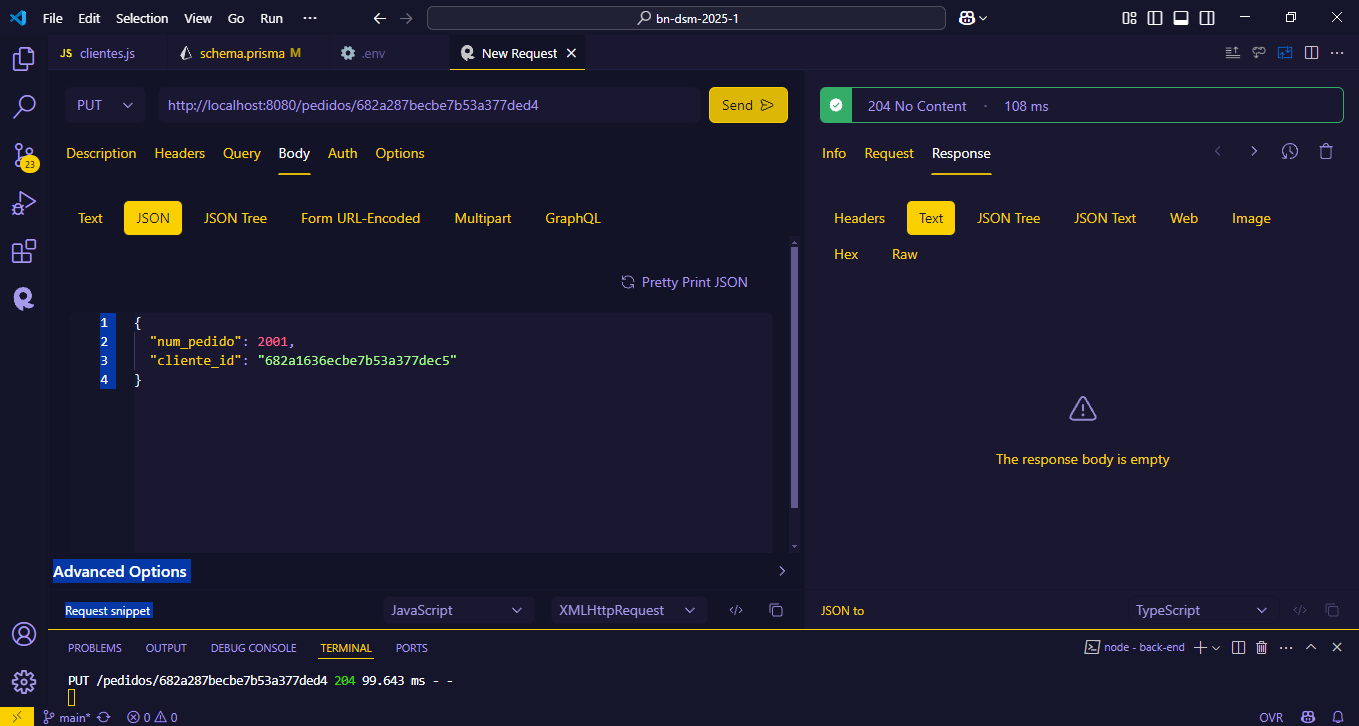 File Edit Selection View Go Run ··· bn-dsm-2025-1
JS clientes.js schema.prisma M .env New Request
PUT http://localhost:8080/pedidos/682a287becbe7b53a377ded4 Send
204 No Content · 108 ms
Description Headers Query Body Auth Options
Info Request Response
23
Text JSON JSON Tree Form URL-Encoded Multipart GraphQL
Headers Text JSON Tree JSON Text Web Image
Hex Raw
Pretty Print JSON
1 {
2 "num_pedido": 2001,
3 "cliente_id": "682a1636ecbe7b53a377dec5"
4 }
The response body is empty
Advanced Options
Request snippet JavaScript XMLHttpRequest </>
JSON to TypeScript </>
PROBLEMS OUTPUT DEBUG CONSOLE TERMINAL PORTS
node - back-end
PUT /pedidos/682a287becbe7b53a377ded4 204 99.643 ms - -
main* 0 0 OVR